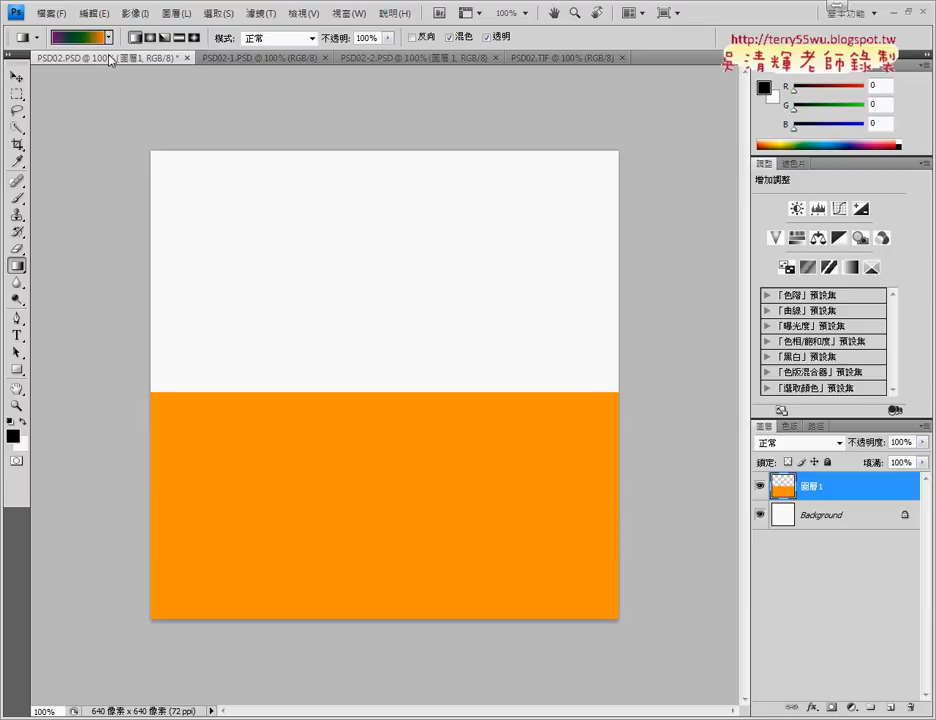 Ps 檔案(F) 編輯(E) 影像(I) 圖層(L) 選取(S) 濾鏡(T) 檢視(V) 視窗(W) 說明(H) Br 100% 基本功能
http://terry55wu.blogspot.tw
吳清輝老師錄製
模式: 正常 不透明: 100% 反向 混色 透明
PSD02.PSD @ 100% (圖層 1, RGB/8) * × PSD02-1.PSD @ 100% (RGB/8) × PSD02-2.PSD @ 100% (圖層 1, RGB/8) × PSD02.TIF @ 100% (RGB/8) ×
R 0
G 0
B 0
調整 遮色片
增加調整
「色階」預設集
「曲線」預設集
「曝光度」預設集
「色相/飽和度」預設集
「黑白」預設集
「色版混合器」預設集
「選取顏色」預設集
圖層 色版 路徑
正常 不透明度: 100%
鎖定: 填滿: 100%
圖層 1
Background
100% 640 像素 x 640 像素 (72 ppi)